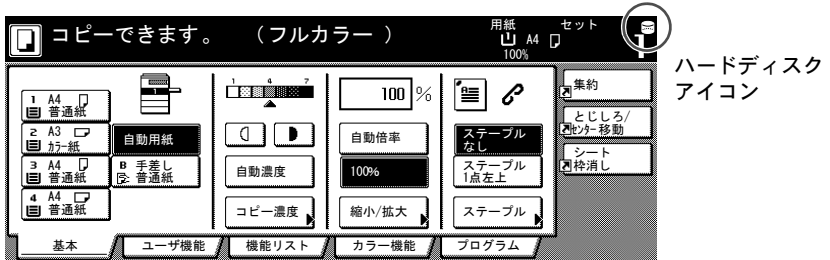 コピーできます。 （フルカラー ）
用紙 セット
A4 1
100%
ハードディスク
アイコン
1 A4
普通紙
2 A3
ｶﾗｰ紙
3 A4
普通紙
4 A4
普通紙
1
自動用紙
B 手差し
普通紙
1 4 7
自動濃度
コピー濃度
100 %
自動倍率
100%
縮小/拡大
ステープル
なし
ステープル
1点左上
ステープル
集約
とじしろ/
ｾﾝﾀｰ移動
シート
枠消し
基本 ユーザ機能 機能リスト カラー機能 プログラム